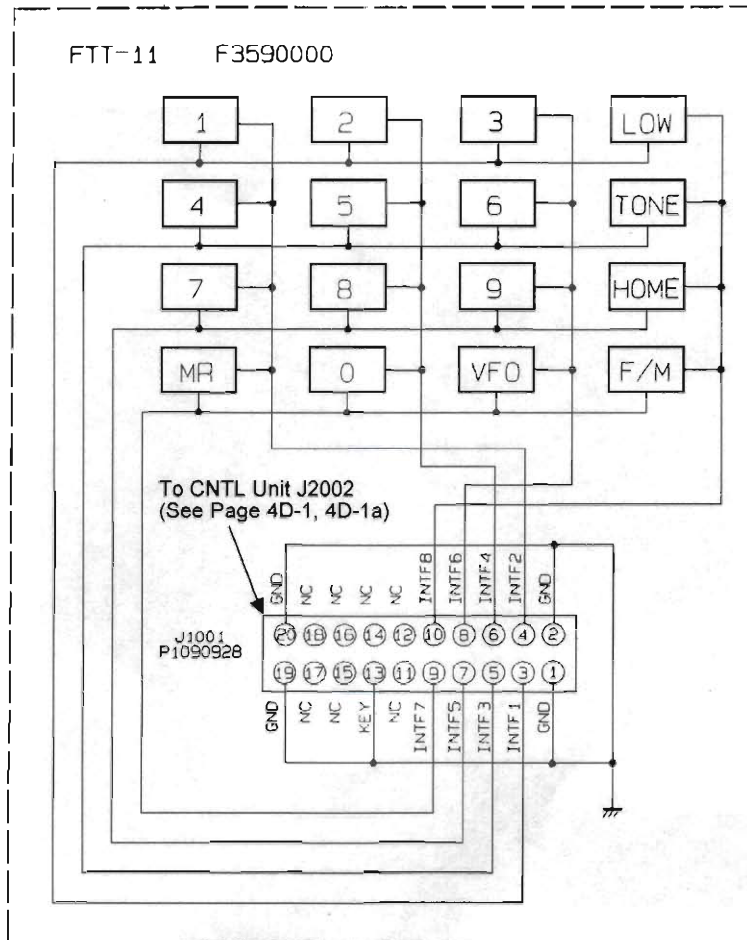 FTT-11 F3590000
1 2 3 LOW
4 5 6 TONE
7 8 9 HOME
MR 0 VFO F/M
To CNTL Unit J2002
(See Page 4D-1, 4D-1a)
GND NC NC NC NC INTF8 INTF6 INTF4 INTF2 GND
J1001
P1090928
20 18 16 14 12 10 8 6 4 2
19 17 15 13 11 9 7 5 3 1
GND NC NC KEY NC INTF7 INTF5 INTF3 INTF1 GND